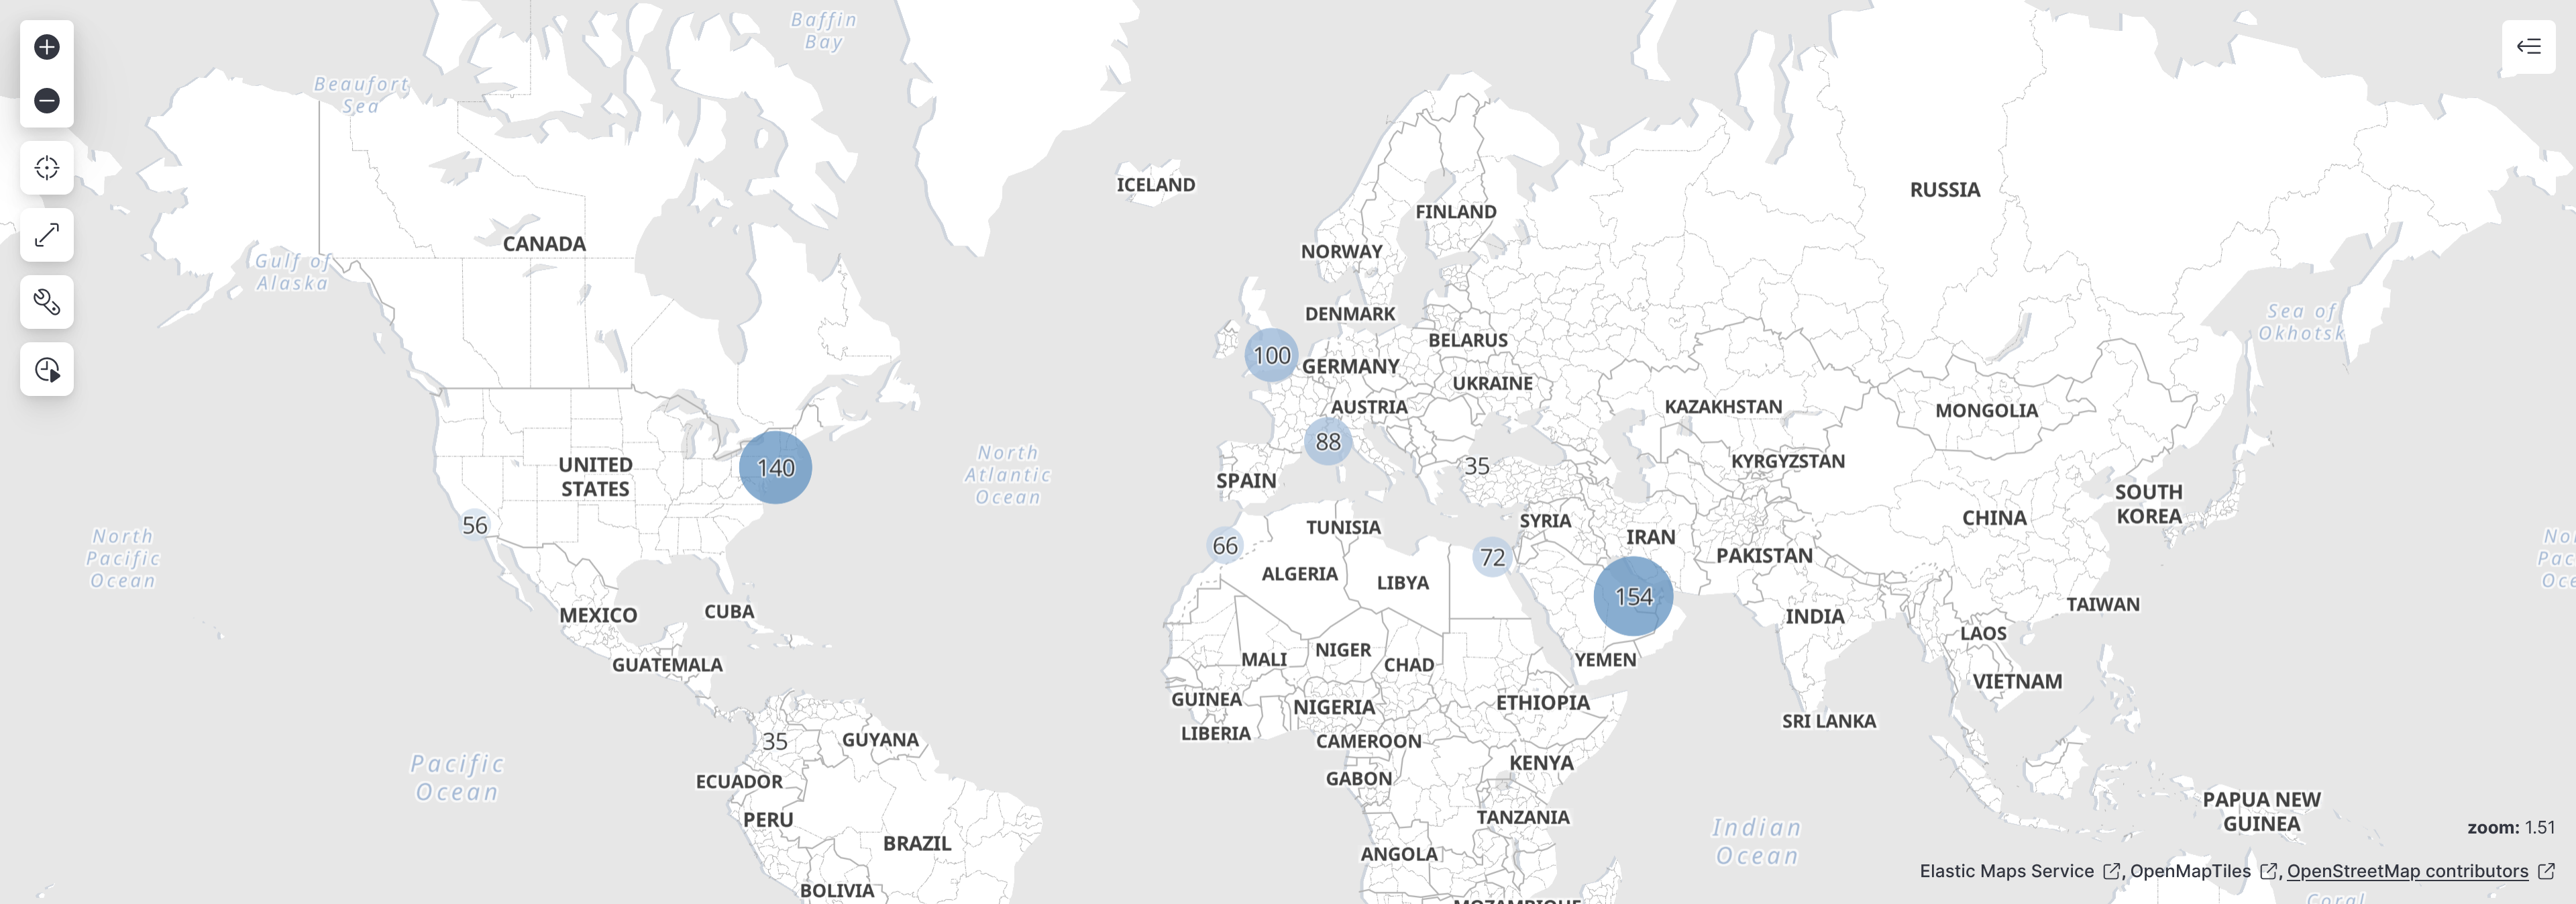 Baffin
Bay
Beaufort
Sea
ICELAND
RUSSIA
FINLAND
CANADA
NORWAY
Gulf of
Alaska
DENMARK
Sea of
Okhotsk
BELARUS
100
GERMANY
UKRAINE
AUSTRIA
KAZAKHSTAN
MONGOLIA
88
North
Atlantic
Ocean
140
UNITED
STATES
35
KYRGYZSTAN
SPAIN
SOUTH
KOREA
56
TUNISIA
SYRIA
CHINA
IRAN
North
Pacific
Ocean
66
72
PAKISTAN
ALGERIA
LIBYA
154
CUBA
MEXICO
INDIA
TAIWAN
LAOS
NIGER
MALI
CHAD
YEMEN
GUATEMALA
VIETNAM
GUINEA
NIGERIA
ETHIOPIA
SRI LANKA
LIBERIA
35
GUYANA
CAMEROON
KENYA
Pacific
Ocean
ECUADOR
GABON
PERU
TANZANIA
PAPUA NEW
GUINEA
Indian
Ocean
zoom: 1.51
BRAZIL
ANGOLA
Elastic Maps Service , OpenMapTiles , OpenStreetMap contributors
BOLIVIA
MOZAMBIQUE
Coral